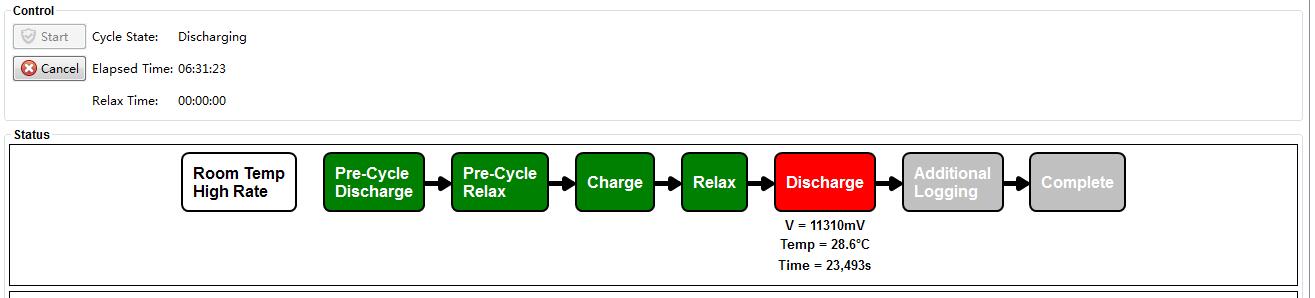 Control
Start
Cycle State: Discharging
Cancel
Elapsed Time: 06:31:23
Relax Time: 00:00:00
Status
Room Temp
High Rate
Pre-Cycle
Discharge
Pre-Cycle
Relax
Charge
Relax
Discharge
Additional
Logging
Complete
V = 11310mV
Temp = 28.6°C
Time = 23,493s